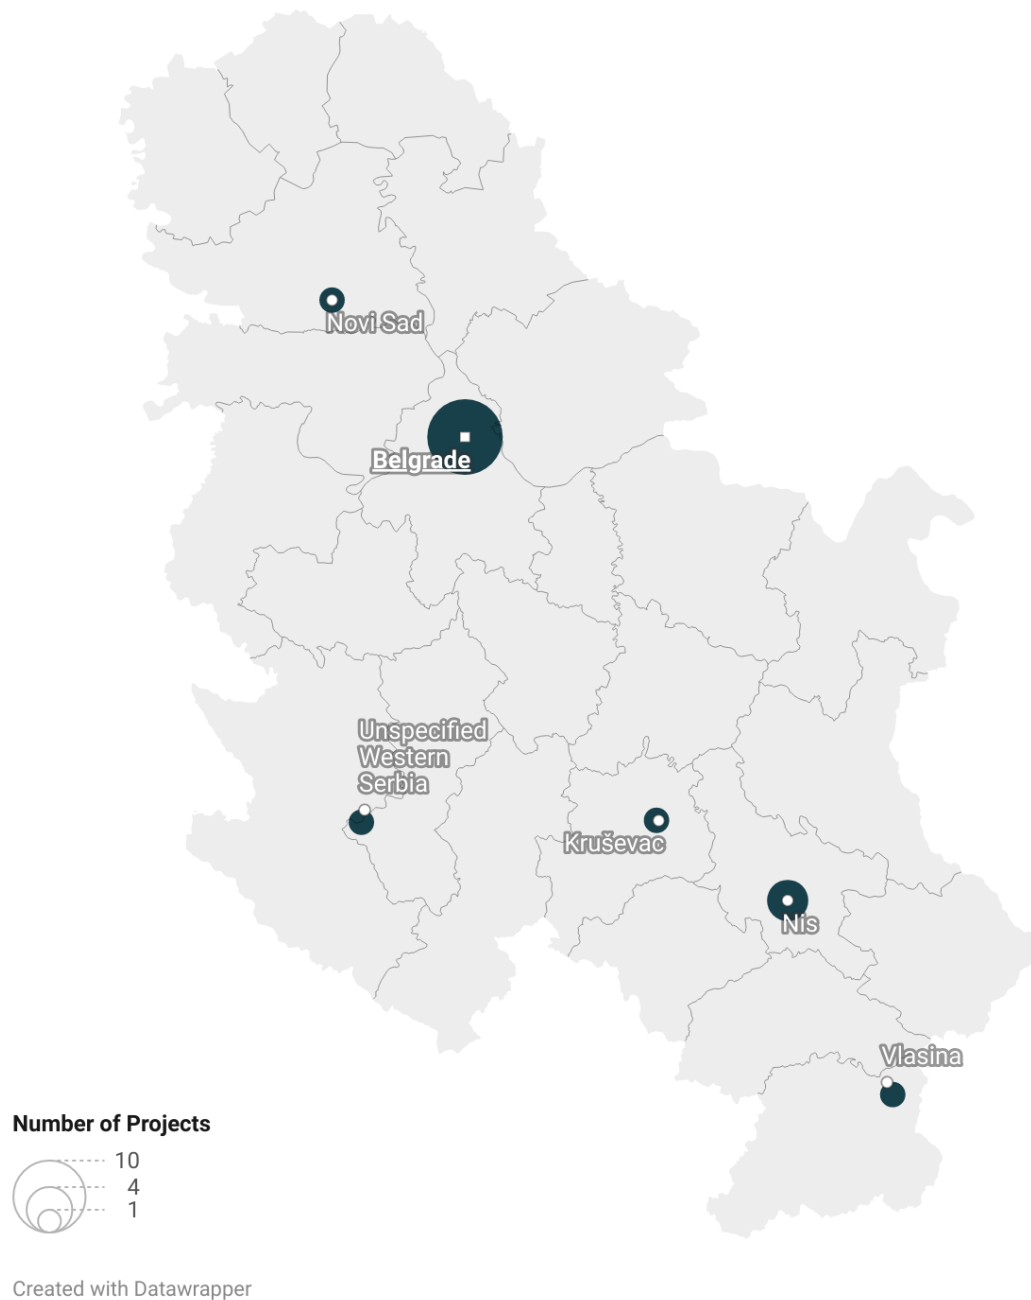 Novi Sad
Belgrade
Unspecified
Western
Serbia
Kruševac
Nis
Vlasina
Number of Projects
10
4
1
Created with Datawrapper